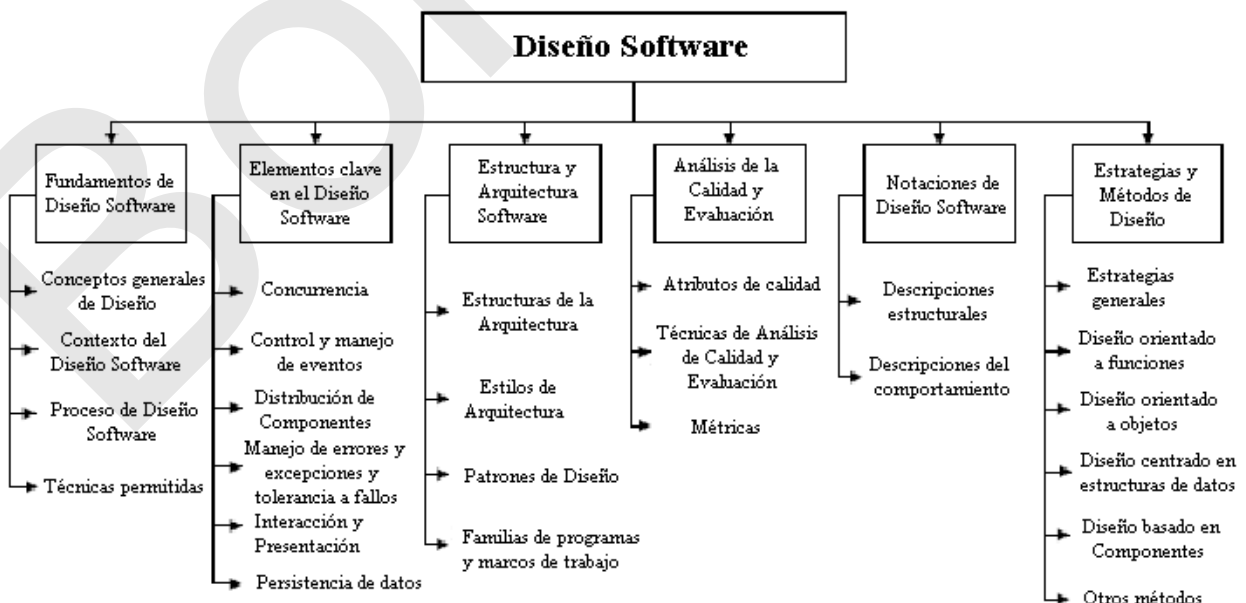 Diseño Software
Fundamentos de
Diseño Software
Conceptos generales
de Diseño
Contexto del
Diseño Software
Proceso de Diseño
Software
Técnicas permitidas
Elementos clave
en el Diseño
Software
Concurrencia
Control y manejo
de eventos
Distribución de
Componentes
Manejo de errores y
excepciones y
tolerancia a fallos
Interacción y
Presentación
Persistencia de datos
Estructura y
Arquitectura
Software
Estructuras de la
Arquitectura
Estilos de
Arquitectura
Patrones de Diseño
Familias de programas
y marcos de trabajo
Análisis de la
Calidad y
Evaluación
Atributos de calidad
Técnicas de Análisis
de Calidad y
Evaluación
Métricas
Notaciones de
Diseño Software
Descripciones
estructurales
Descripciones del
comportamiento
Estrategias y
Métodos de
Diseño
Estrategias
generales
Diseño orientado
a funciones
Diseño orientado
a objetos
Diseño centrado en
estructuras de datos
Diseño basado en
Componentes
Otros métodos